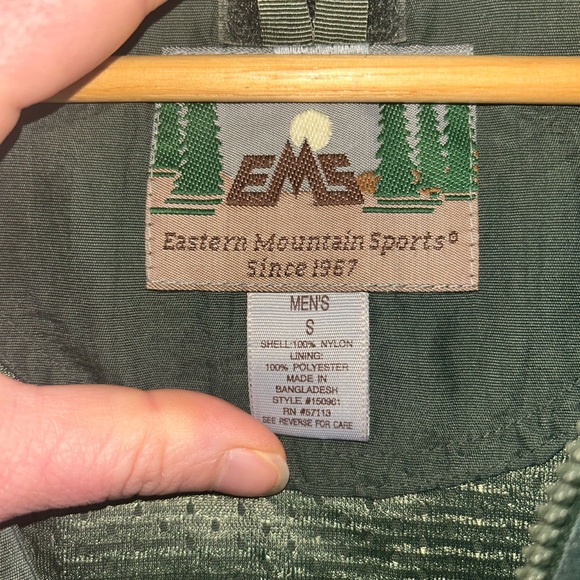 EMS
Eastern Mountain Sports®
Since 1967
MEN'S
S
SHELL:100% NYLON
LINING:
100% POLYESTER
MADE IN
BANGLADESH
STYLE #150961
RN #57113
SEE REVERSE FOR CARE